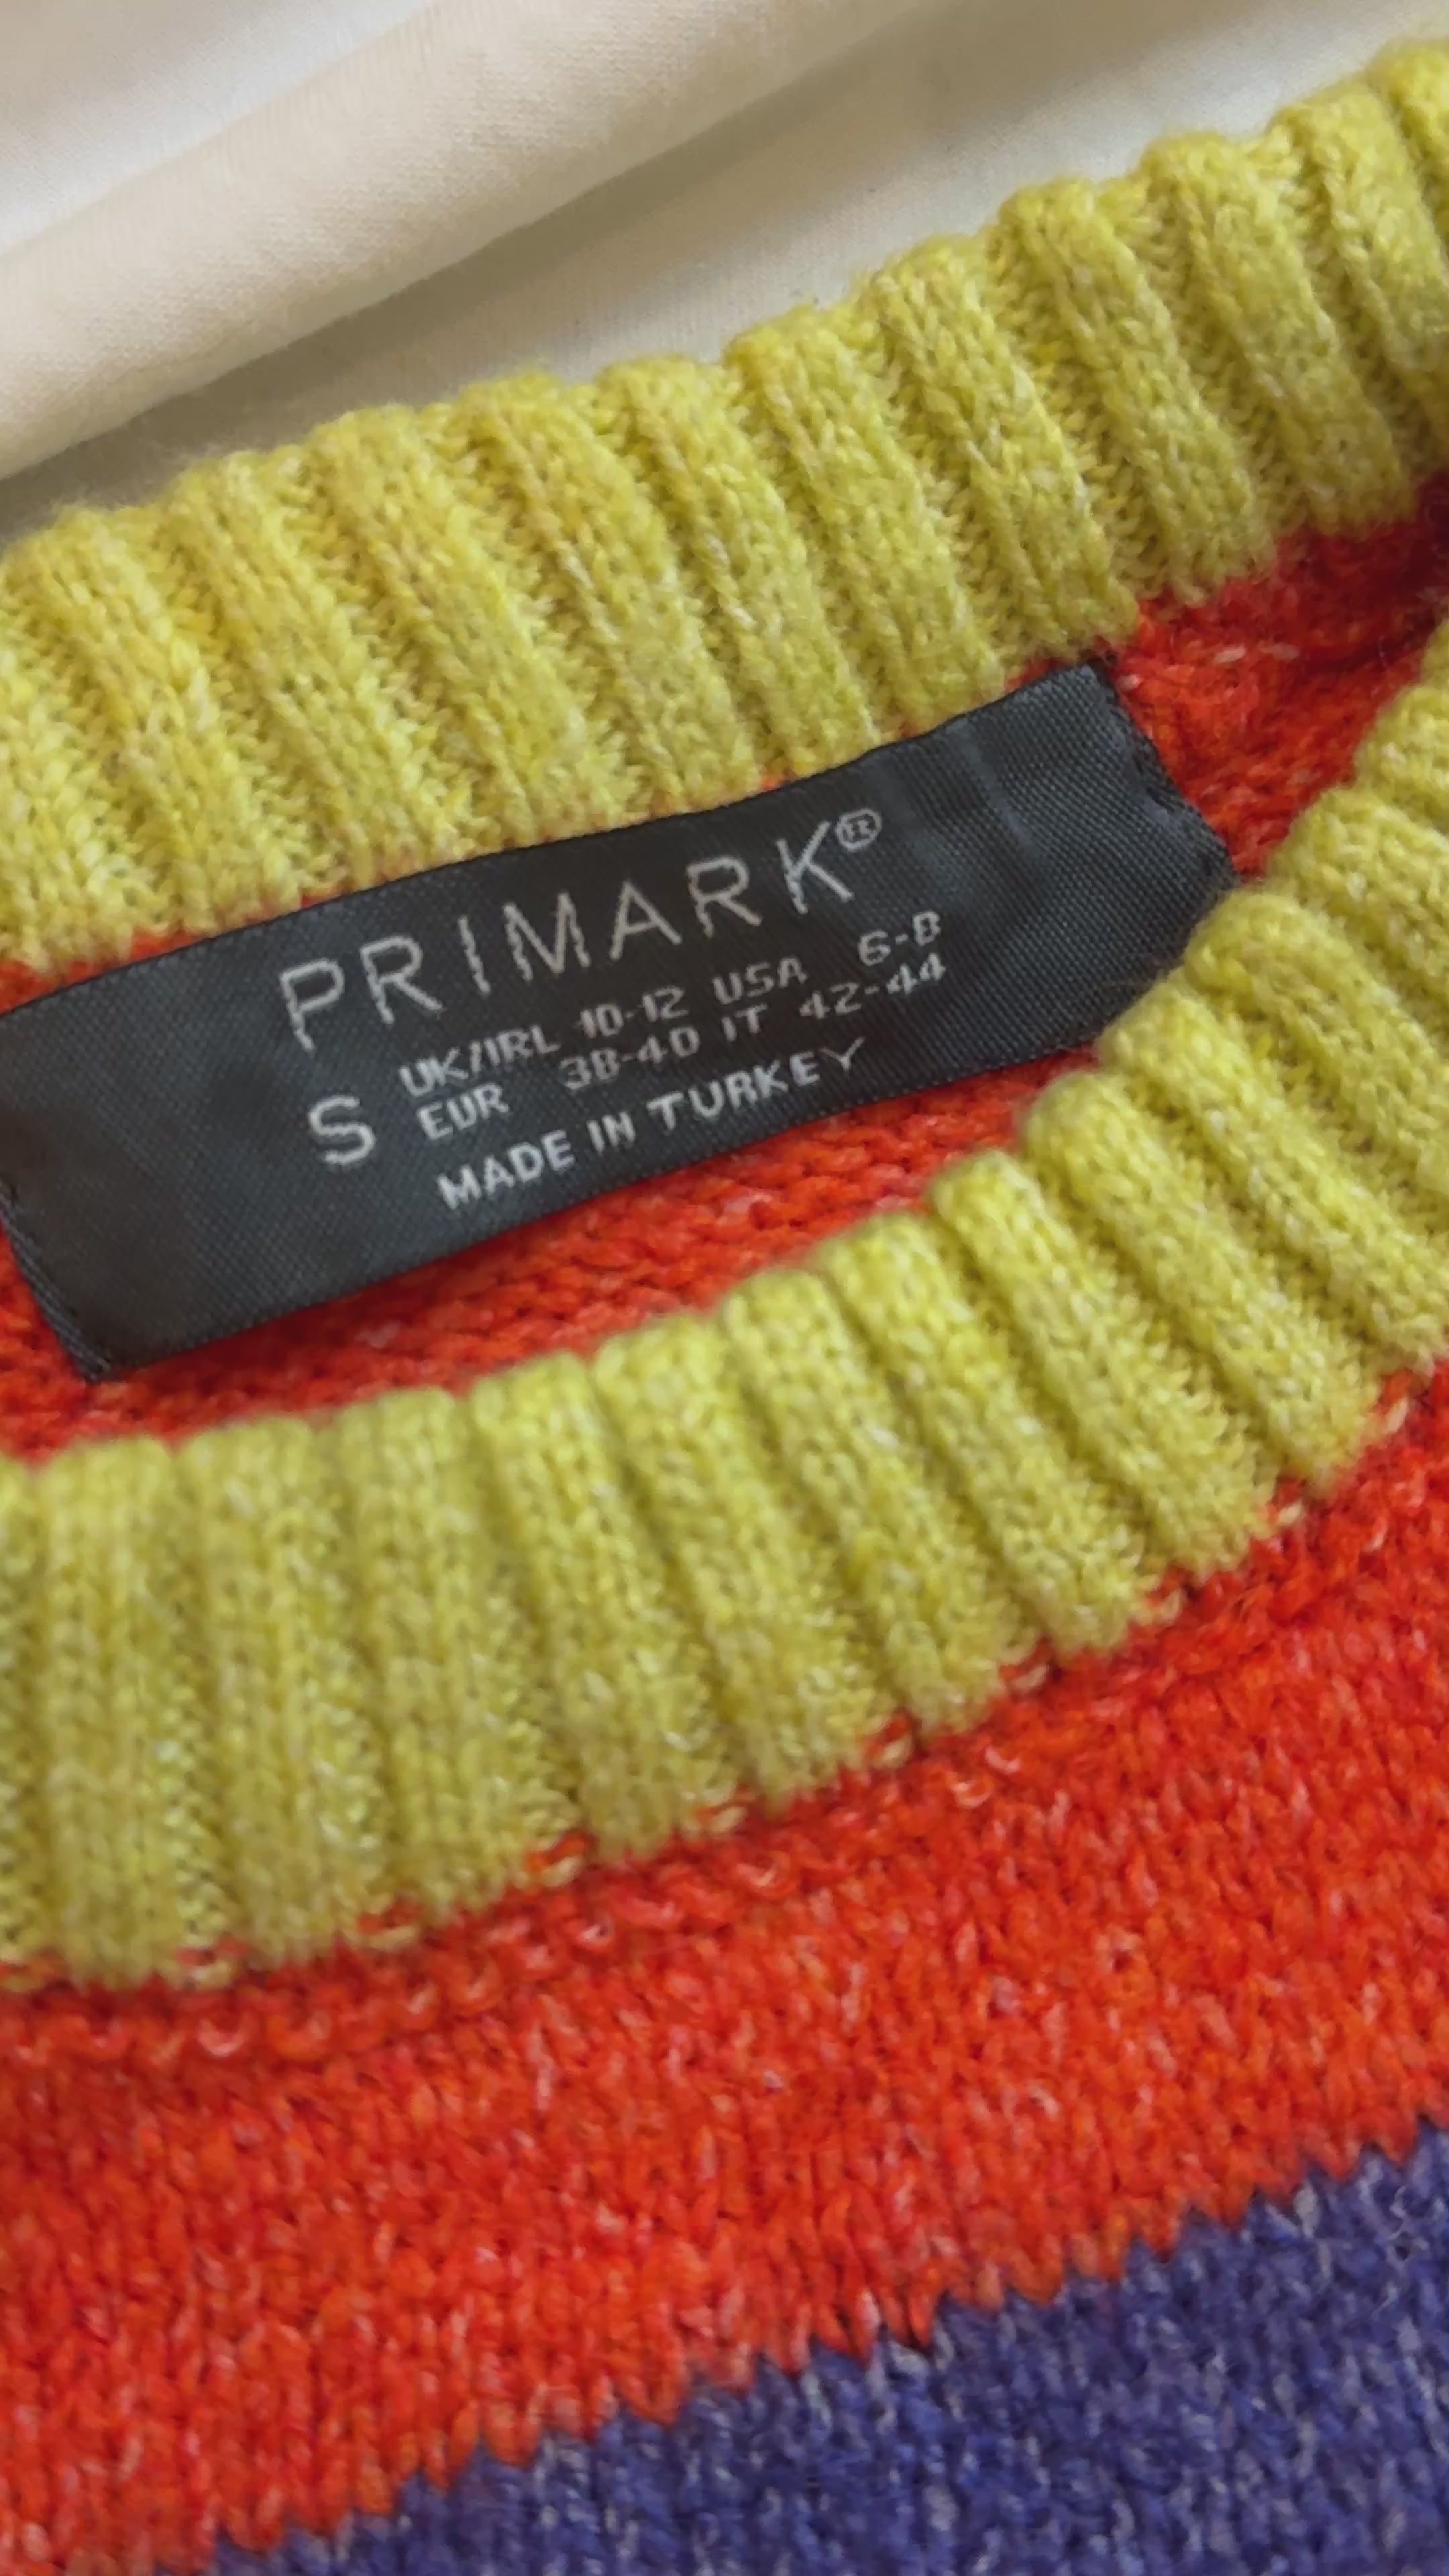 PRIMARK®
S UK/IRL 10-12 USA 6-8
EUR 38-40 IT 42-44
MADE IN TURKEY